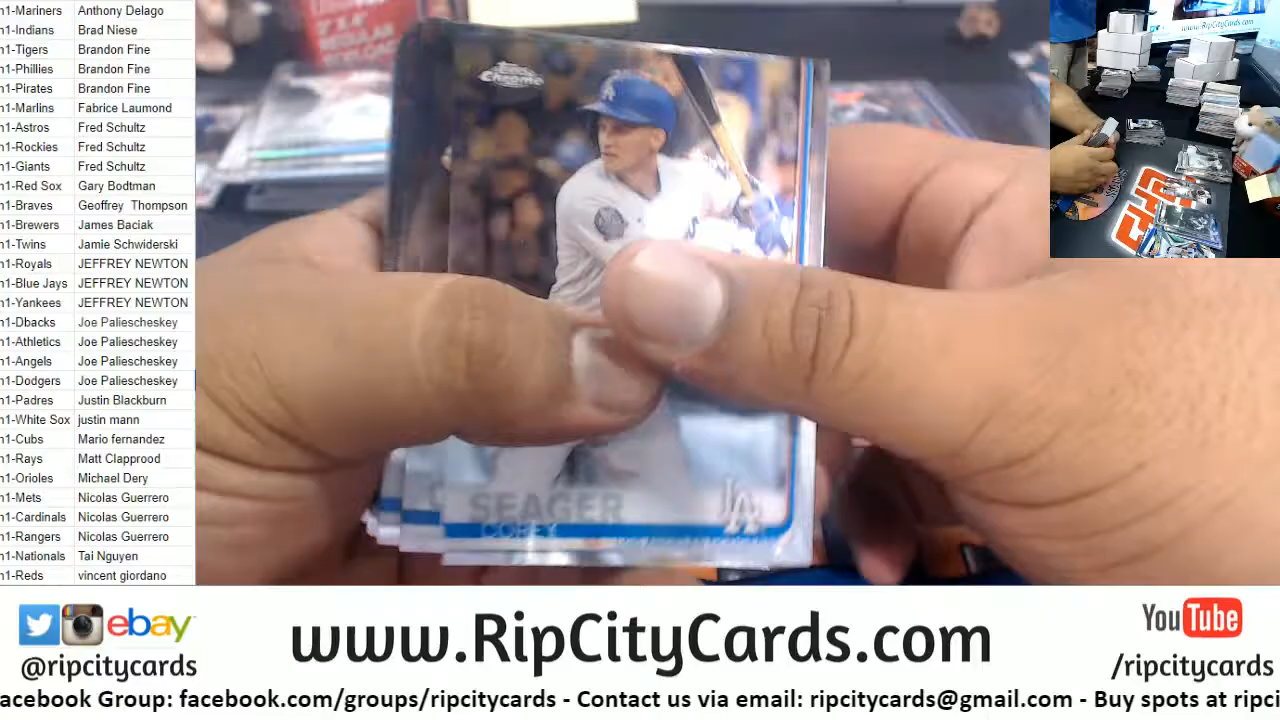 n1-Mariners Anthony Delago
n1-Indians Brad Niese
n1-Tigers Brandon Fine
n1-Phillies Brandon Fine
n1-Pirates Brandon Fine
n1-Marlins Fabrice Laumond
n1-Astros Fred Schultz
n1-Rockies Fred Schultz
n1-Giants Fred Schultz
n1-Red Sox Gary Bodtman
n1-Braves Geoffrey Thompson
n1-Brewers James Baciak
n1-Twins Jamie Schwiderski
n1-Royals JEFFREY NEWTON
n1-Blue Jays JEFFREY NEWTON
n1-Yankees JEFFREY NEWTON
n1-Dbacks Joe Paliescheskey
n1-Athletics Joe Paliescheskey
n1-Angels Joe Paliescheskey
n1-Dodgers Joe Paliescheskey
n1-Padres Justin Blackburn
n1-White Sox justin mann
n1-Cubs Mario fernandez
n1-Rays Matt Clapprood
n1-Orioles Michael Dery
n1-Mets Nicolas Guerrero
n1-Cardinals Nicolas Guerrero
n1-Rangers Nicolas Guerrero
n1-Nationals Tai Nguyen
n1-Reds vincent giordano
Topps
Chrome
SEAGER
COREY
LA
www.RipCityCards.com
ebay
@ripcitycards
www.RipCityCards.com
YouTube
/ripcitycards
acebook Group: facebook.com/groups/ripcitycards - Contact us via email: ripcitycards@gmail.com - Buy spots at ripci